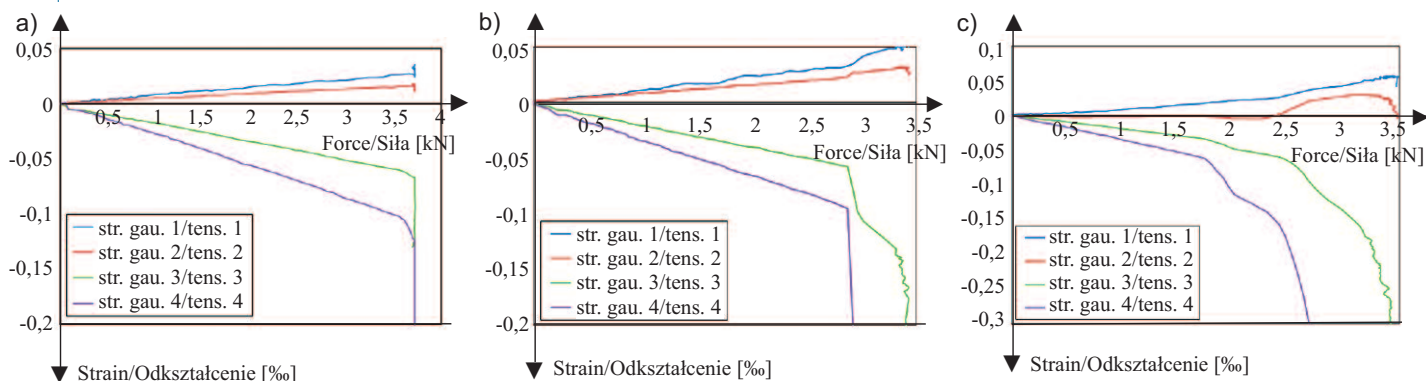 a)
0,05
0
0,5
1
1,5
2
2,5
3
3,5
4
Force/Siła [kN]
-0,05
-0,1
-0,15
-0,2
str. gau. 1/tens. 1
str. gau. 2/tens. 2
str. gau. 3/tens. 3
str. gau. 4/tens. 4
Strain/Odkształcenie [‰]
b)
0,05
0
0,5
1
1,5
2
2,5
3
3,5
Force/Siła [kN]
-0,05
-0,1
-0,15
-0,2
str. gau. 1/tens. 1
str. gau. 2/tens. 2
str. gau. 3/tens. 3
str. gau. 4/tens. 4
Strain/Odkształcenie [‰]
c)
0,1
0,05
0
0,5
1
1,5
2
2,5
3
3,5
Force/Siła [kN]
-0,05
-0,1
-0,15
-0,2
-0,25
-0,3
str. gau. 1/tens. 1
str. gau. 2/tens. 2
str. gau. 3/tens. 3
str. gau. 4/tens. 4
Strain/Odkształcenie [‰]